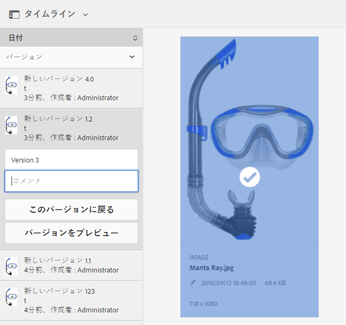 タイムライン
日付
バージョン
新しいバージョン 4.0
t
3分前、作成者 : Administrator
新しいバージョン 1.2
t
3分前、作成者 : Administrator
Version 3
コメント
このバージョンに戻る
バージョンをプレビュー
新しいバージョン 1.1
4分前、作成者 : Administrator
新しいバージョン 123
t
4分前、作成者 : Administrator
IMAGE
Manta Ray.jpg
2016/09/12 18:48:00 68.4 KB
718 x 1080